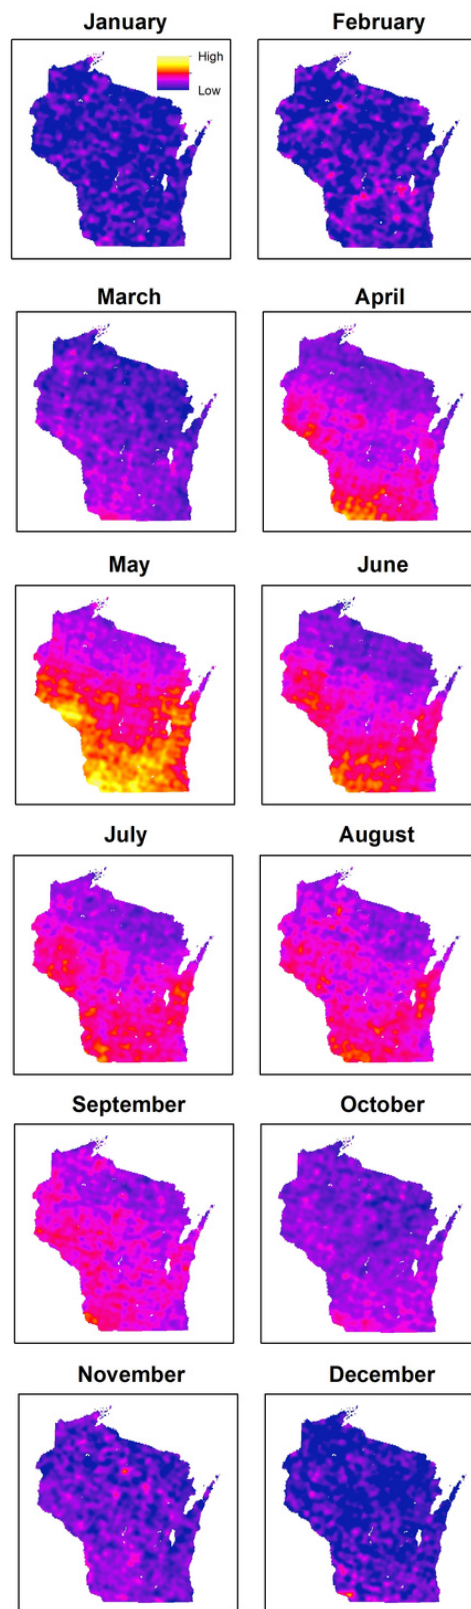 January
February
High
Low
March
April
May
June
July
August
September
October
November
December